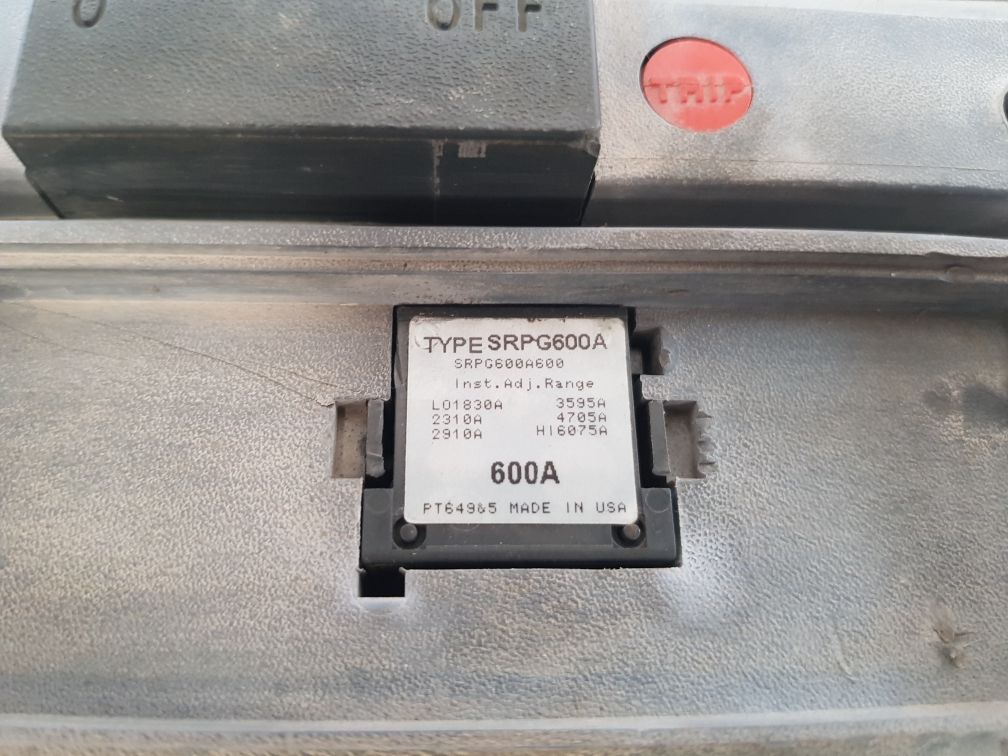 O OFF
TRIP
TYPE SRPG600A
SRPG600A600
Inst.Adj.Range
LO1830A 3595A
2310A 4705A
2910A HI6075A
600A
PT649&5 MADE IN USA